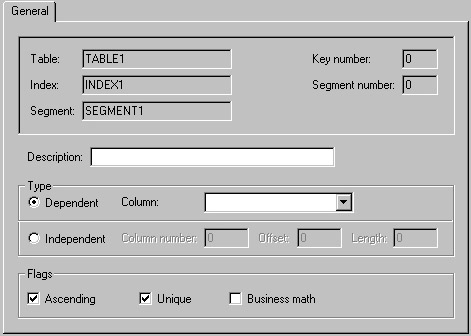 General
Table: TABLE1 Key number: 0
Index: INDEX1 Segment number: 0
Segment: SEGMENT1
Description:
Type
Dependent Column:
Independent Column number: 0 Offset: 0 Length: 0
Flags
Ascending Unique Business math